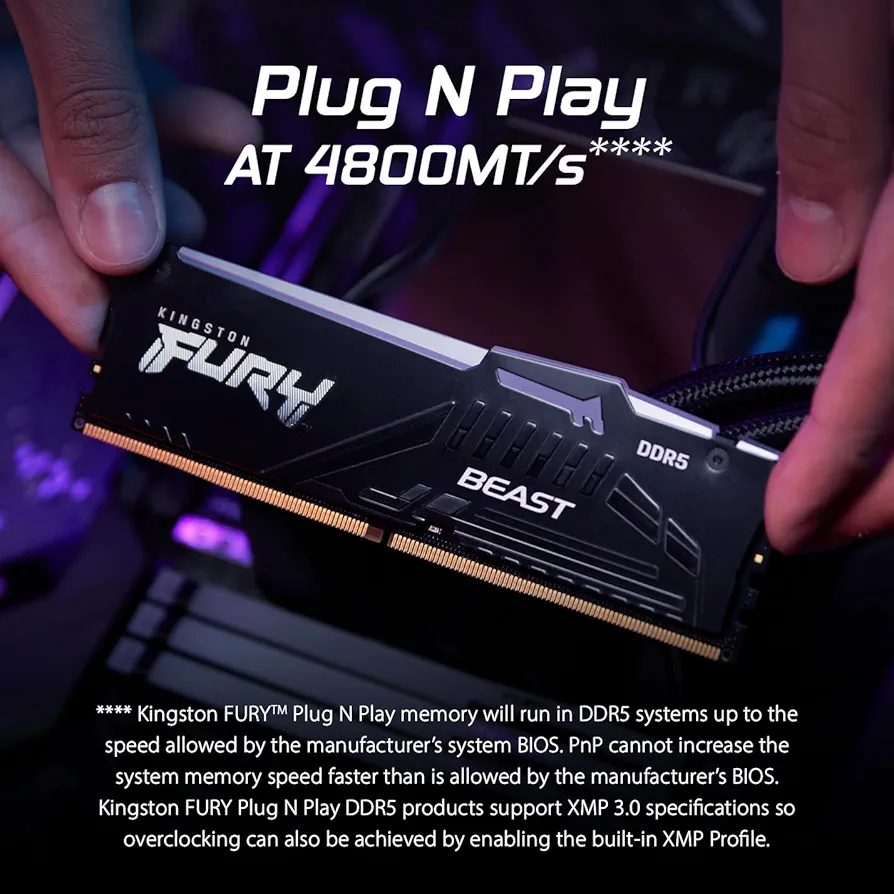 Plug N Play
AT 4800MT/s****
KINGSTON
FURY
DDR5
BEAST
**** Kingston FURY™ Plug N Play memory will run in DDR5 systems up to the
speed allowed by the manufacturer’s system BIOS. PnP cannot increase the
system memory speed faster than is allowed by the manufacturer’s BIOS.
Kingston FURY Plug N Play DDR5 products support XMP 3.0 specifications so
overclocking can also be achieved by enabling the built-in XMP Profile.